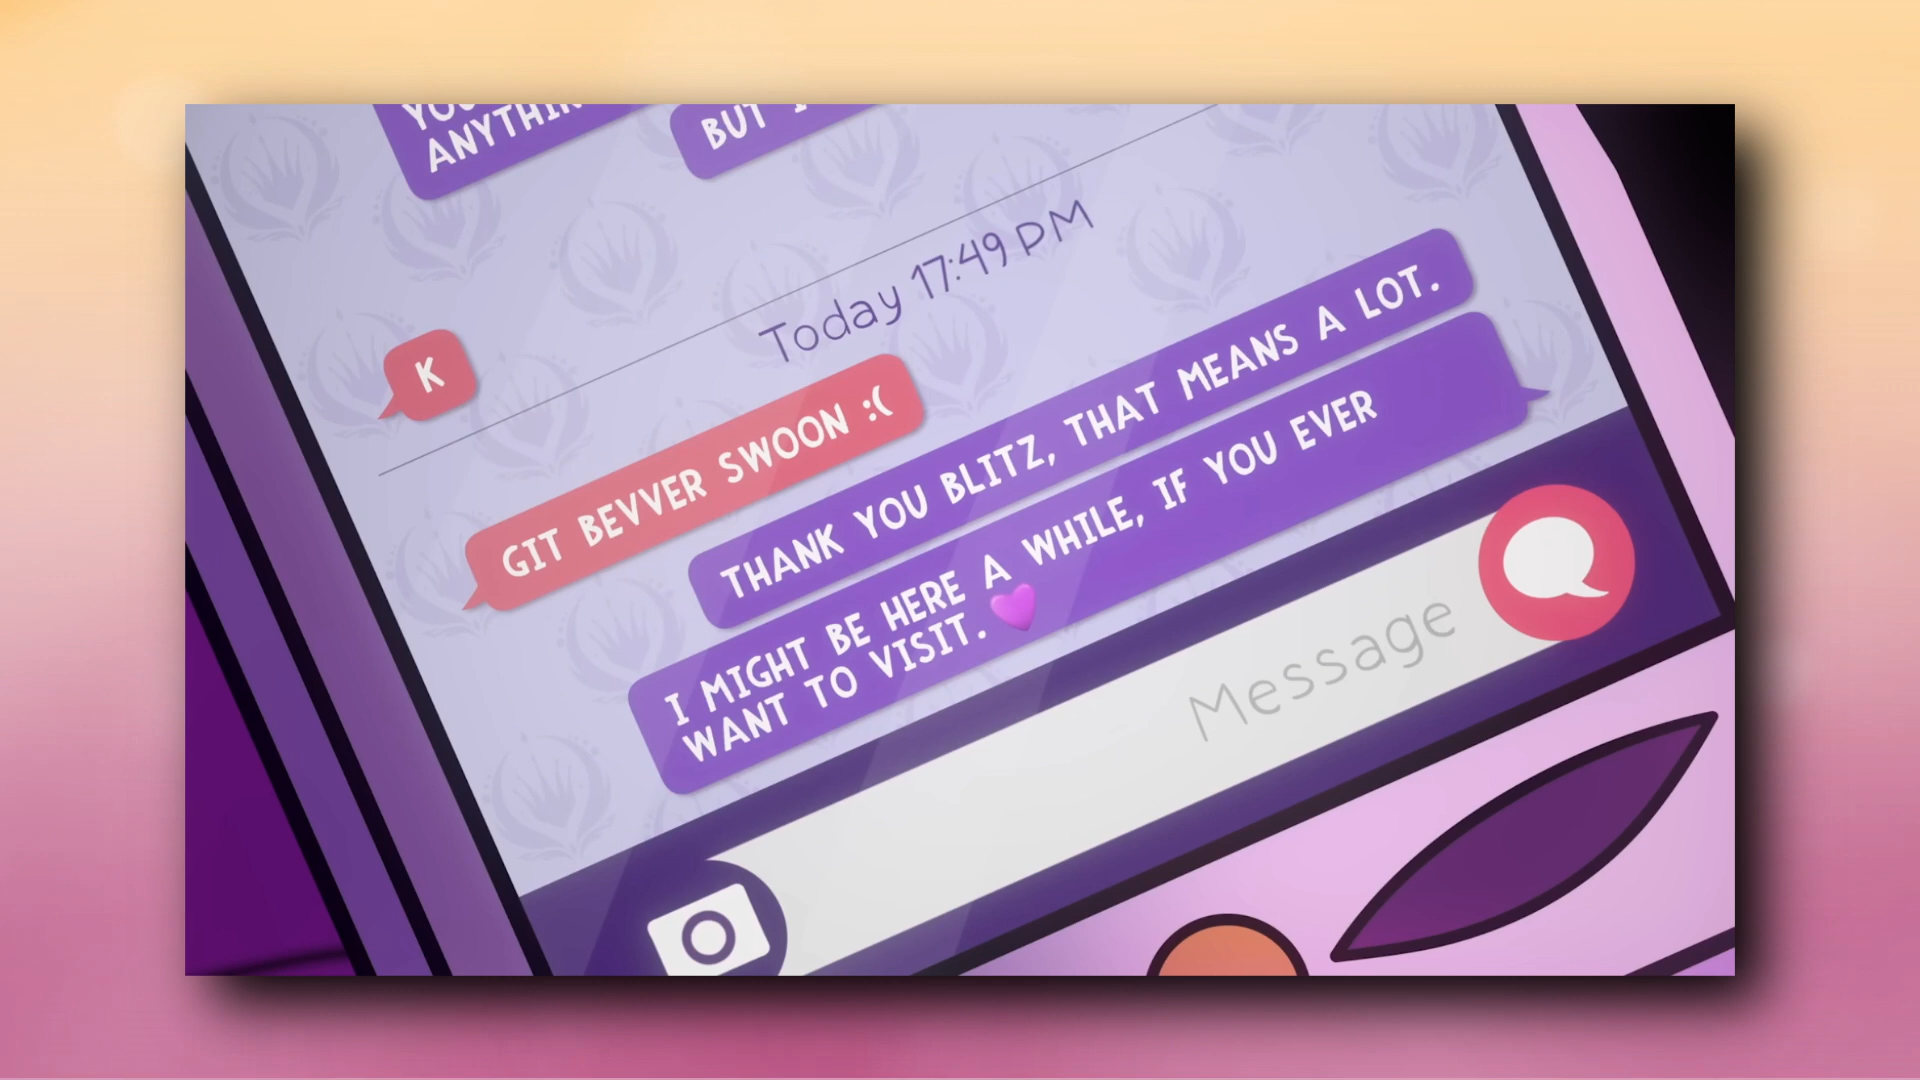 ANYTHIN
BUT
K
Today 17:49 PM
GIT BEVVER SWOON :(
THANK YOU BLITZ, THAT MEANS A LOT.
I MIGHT BE HERE A WHILE, IF YOU EVER
WANT TO VISIT. 💜
Message